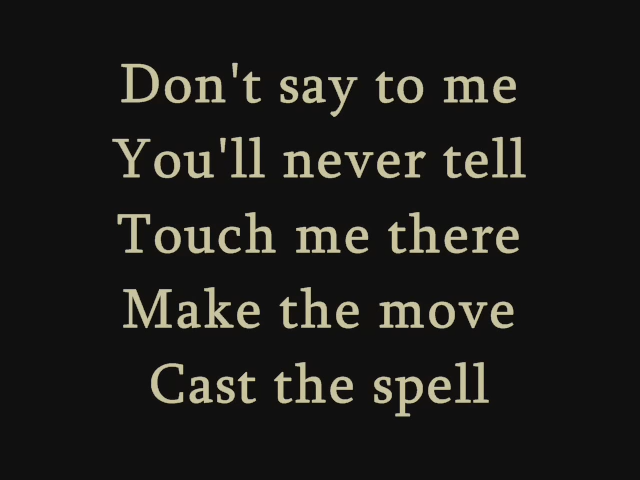 Don't say to me
You'll never tell
Touch me there
Make the move
Cast the spell